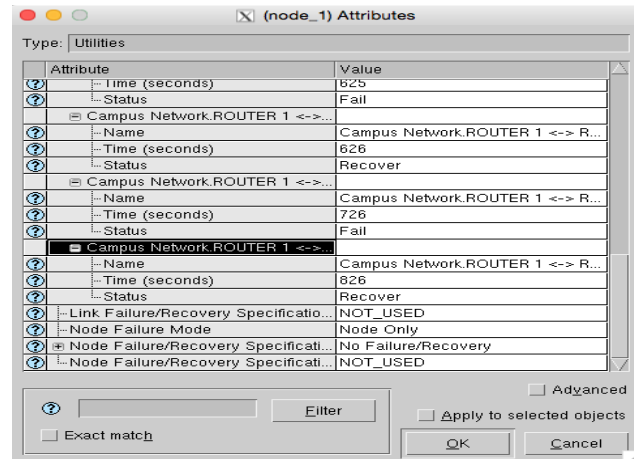 (node_1) Attributes
Type: Utilities
Attribute Value
Time (seconds) 625
Status Fail
Campus Network.ROUTER 1 <->...
Name Campus Network.ROUTER 1 <-> R...
Time (seconds) 626
Status Recover
Campus Network.ROUTER 1 <->...
Name Campus Network.ROUTER 1 <-> R...
Time (seconds) 726
Status Fail
Campus Network.ROUTER 1 <->...
Name Campus Network.ROUTER 1 <-> R...
Time (seconds) 826
Status Recover
Link Failure/Recovery Specificatio... NOT_USED
Node Failure Mode Node Only
Node Failure/Recovery Specificati... No Failure/Recovery
Node Failure/Recovery Specificati... NOT_USED
Advanced
Filter
Apply to selected objects
Exact match
OK Cancel